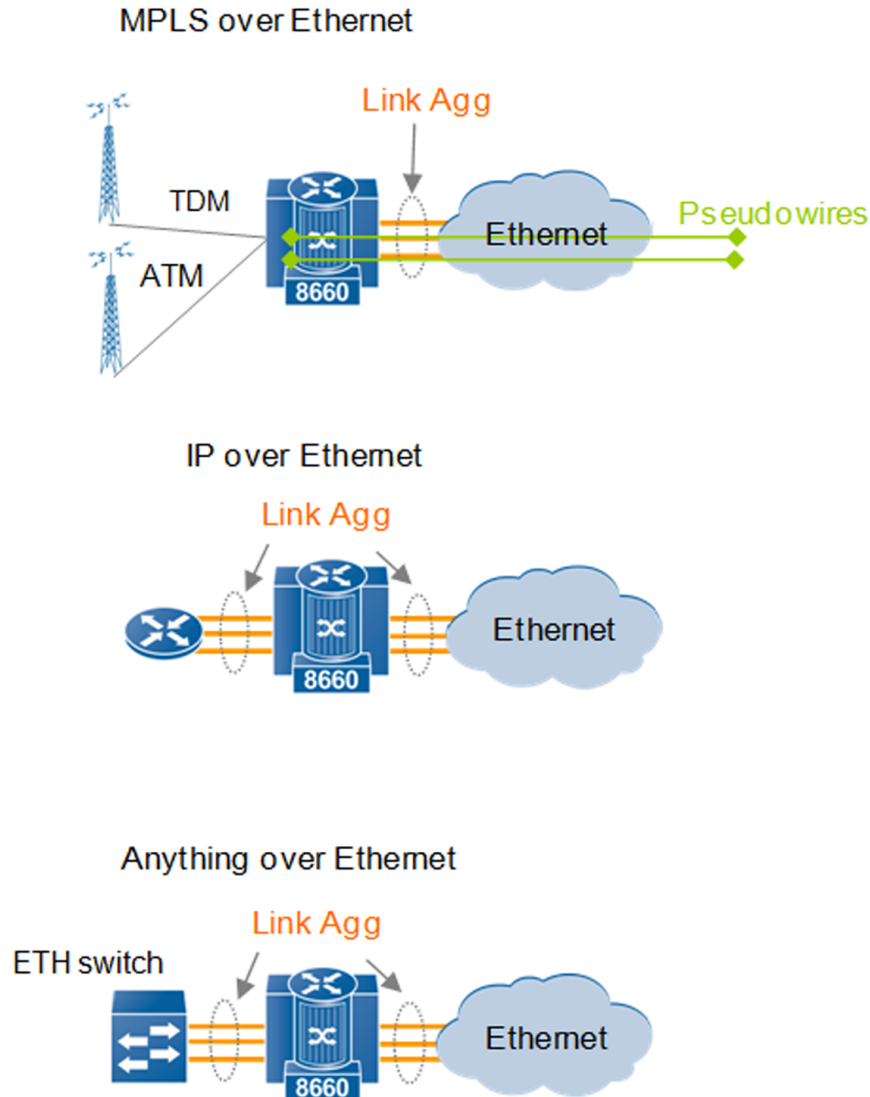 MPLS over Ethernet
Link Agg
TDM
Pseudowires
Ethernet
ATM
8660
IP over Ethernet
Link Agg
Ethernet
8660
Anything over Ethernet
Link Agg
ETH switch
Ethernet
8660